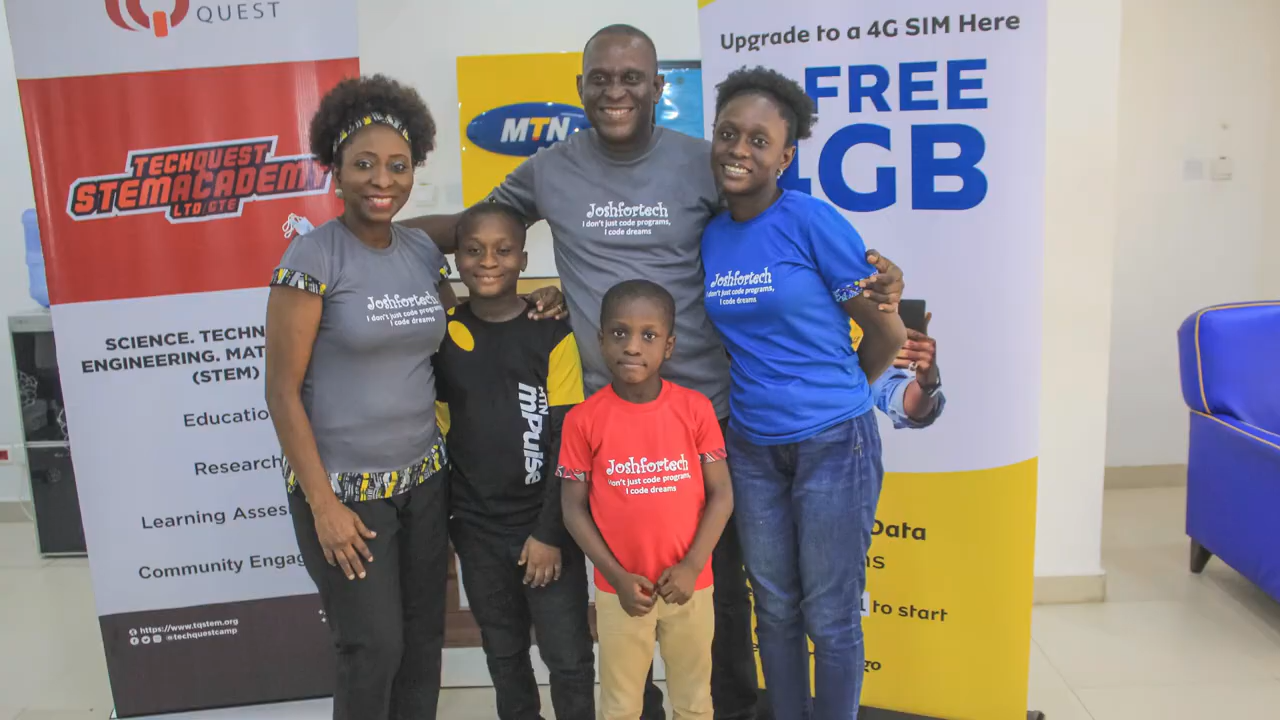 QUEST
TECHQUEST
STEMACADEMY
LTD/GTE
SCIENCE. TECHN
ENGINEERING. MAT
(STEM)
Educatio
Research
Learning Asses
Community Engag
https://www.tqstem.org
@techquestcamp
MTN
Upgrade to a 4G SIM Here
FREE
4GB
Data
to start
go
Joshfortech
I don't just code programs,
I code dreams
Joshfortech
I don't just code programs,
I code dreams
Joshfortech
I don't just code programs,
I code dreams
MTN
mPulse
Joshfortech
I don't just code programs,
I code dreams